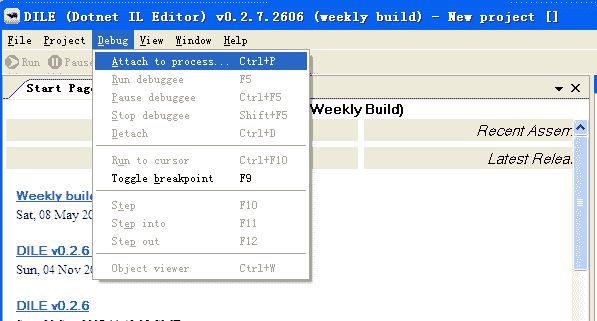 DILE (Dotnet IL Editor) v0.2.7.2606 (weekly build) - New project []
File Project Debug View Window Help
Run Pause
Start Page
Attach to process... Ctrl+P
Run debuggee F5
Pause debuggee Ctrl+F5
Stop debuggee Shift+F5
Detach Ctrl+D
Run to cursor Ctrl+F10
Toggle breakpoint F9
Step F10
Step into F11
Step out F12
Object viewer Ctrl+W
Weekly Build)
Recent Assem
Latest Relea
Weekly build
Sat, 08 May 20
DILE v0.2.6
Sun, 04 Nov 20
DILE v0.2.6